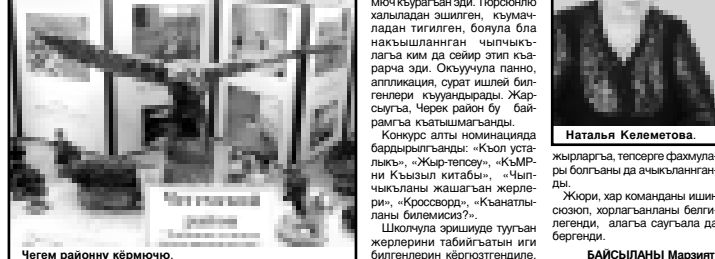 Чегем районну кёрмючю.
мюч къурагъан эди. Тюрсюнлю
халыладан эшилген, къумач-
ладан тигилген, бояула бла
накъышланнган чыпчыкъ-
лагъа ким да сейир этип къа-
рарча эди. Окъуучула панно,
аппликация, сурат ишлей бил-
генлери къууандырады. Жар-
сыугъа, Черек район бу бай-
рамгъа къатышмагъанды.
Конкурс алты номинацияда
бардырылгъанды: «Къол уста-
лыкъ», «Жыр-тепсеу», «КъМР-
ни Къызыл китабы», «Чып-
чыкъланы жашагъан жерле-
ри», «Кроссворд», «Къанатлы-
ланы билемисиз?».
Школчула эришиуде туугъан
жерлерини табийгъатын иги
билгенлерин кёргюзтгендиле,
Наталья Келеметова.
жырларгъа, тепсерге фахмула-
ры болгъаны да ачыкъланнган-
ды.
Жюри, хар команданы ишин
сюзюп, хорлагъанланы белги-
легенди, алагъа саугъала да
бергенди.
БАЙСЫЛАНЫ Марзият